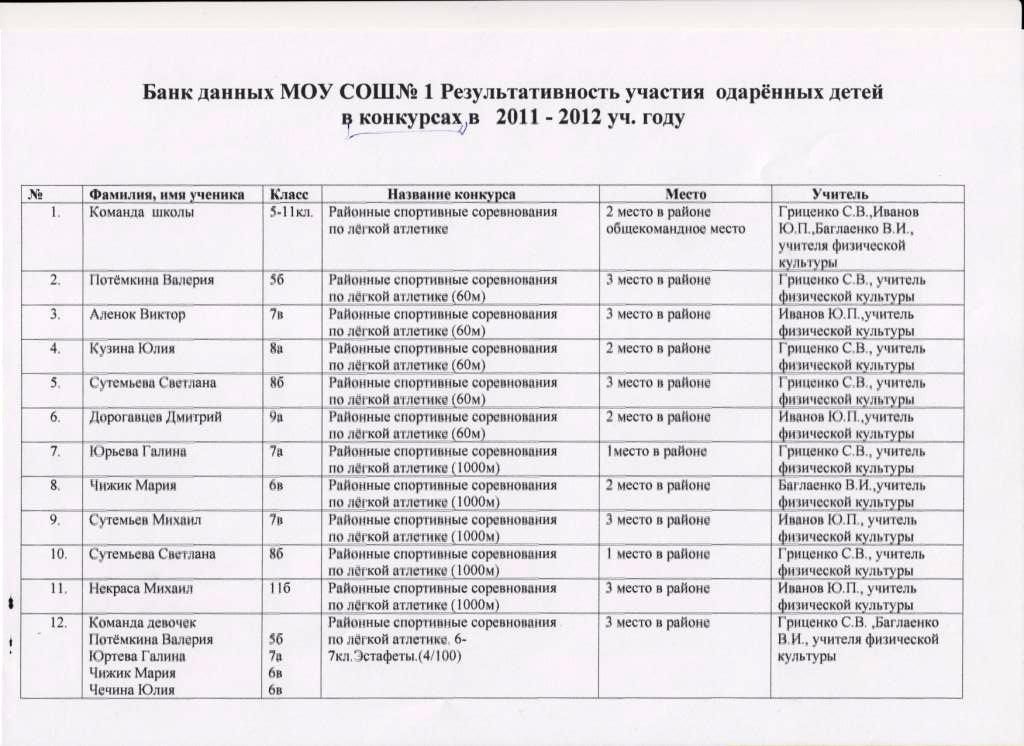 Банк данных МОУ СОШ№ 1 Результативность участия одарённых детей
в конкурсах в 2011 - 2012 уч. году
№ Фамилия, имя ученика Класс Название конкурса Место Учитель
1. Команда школы 5-11кл. Районные спортивные соревнования 2 место в районе Гриценко С.В.,Иванов
по лёгкой атлетике общекомандное место Ю.П.,Баглаенко В.И.,
учителя физической
культуры
2. Потёмкина Валерия 5б Районные спортивные соревнования 3 место в районе Гриценко С.В., учитель
по лёгкой атлетике (60м) физической культуры
3. Аленок Виктор 7в Районные спортивные соревнования 3 место в районе Иванов Ю.П.,учитель
по лёгкой атлетике (60м) физической культуры
4. Кузина Юлия 8а Районные спортивные соревнования 2 место в районе Гриценко С.В., учитель
по лёгкой атлетике (60м) физической культуры
5. Сутемьева Светлана 8б Районные спортивные соревнования 3 место в районе Гриценко С.В., учитель
по лёгкой атлетике (60м) физической культуры
6. Дорогавцев Дмитрий 9а Районные спортивные соревнования 2 место в районе Иванов Ю.П.,учитель
по лёгкой атлетике (60м) физической культуры
7. Юрьева Галина 7а Районные спортивные соревнования 1место в районе Гриценко С.В., учитель
по лёгкой атлетике (1000м) физической культуры
8. Чижик Мария 6в Районные спортивные соревнования 2 место в районе Баглаенко В.И.,учитель
по лёгкой атлетике (1000м) физической культуры
9. Сутемьев Михаил 7в Районные спортивные соревнования 3 место в районе Иванов Ю.П., учитель
по лёгкой атлетике (1000м) физической культуры
10. Сутемьева Светлана 8б Районные спортивные соревнования 1 место в районе Гриценко С.В., учитель
по лёгкой атлетике (1000м) физической культуры
11. Некраса Михаил 11б Районные спортивные соревнования 3 место в районе Иванов Ю.П., учитель
по лёгкой атлетике (1000м) физической культуры
12. Команда девочек Районные спортивные соревнования 3 место в районе Гриценко С.В. ,Баглаенко
Потёмкина Валерия 5б по лёгкой атлетике. 6- В.И., учителя физической
Юртева Галина 7а 7кл.Эстафеты.(4/100) культуры
Чижик Мария 6в
Чечина Юлия 6в